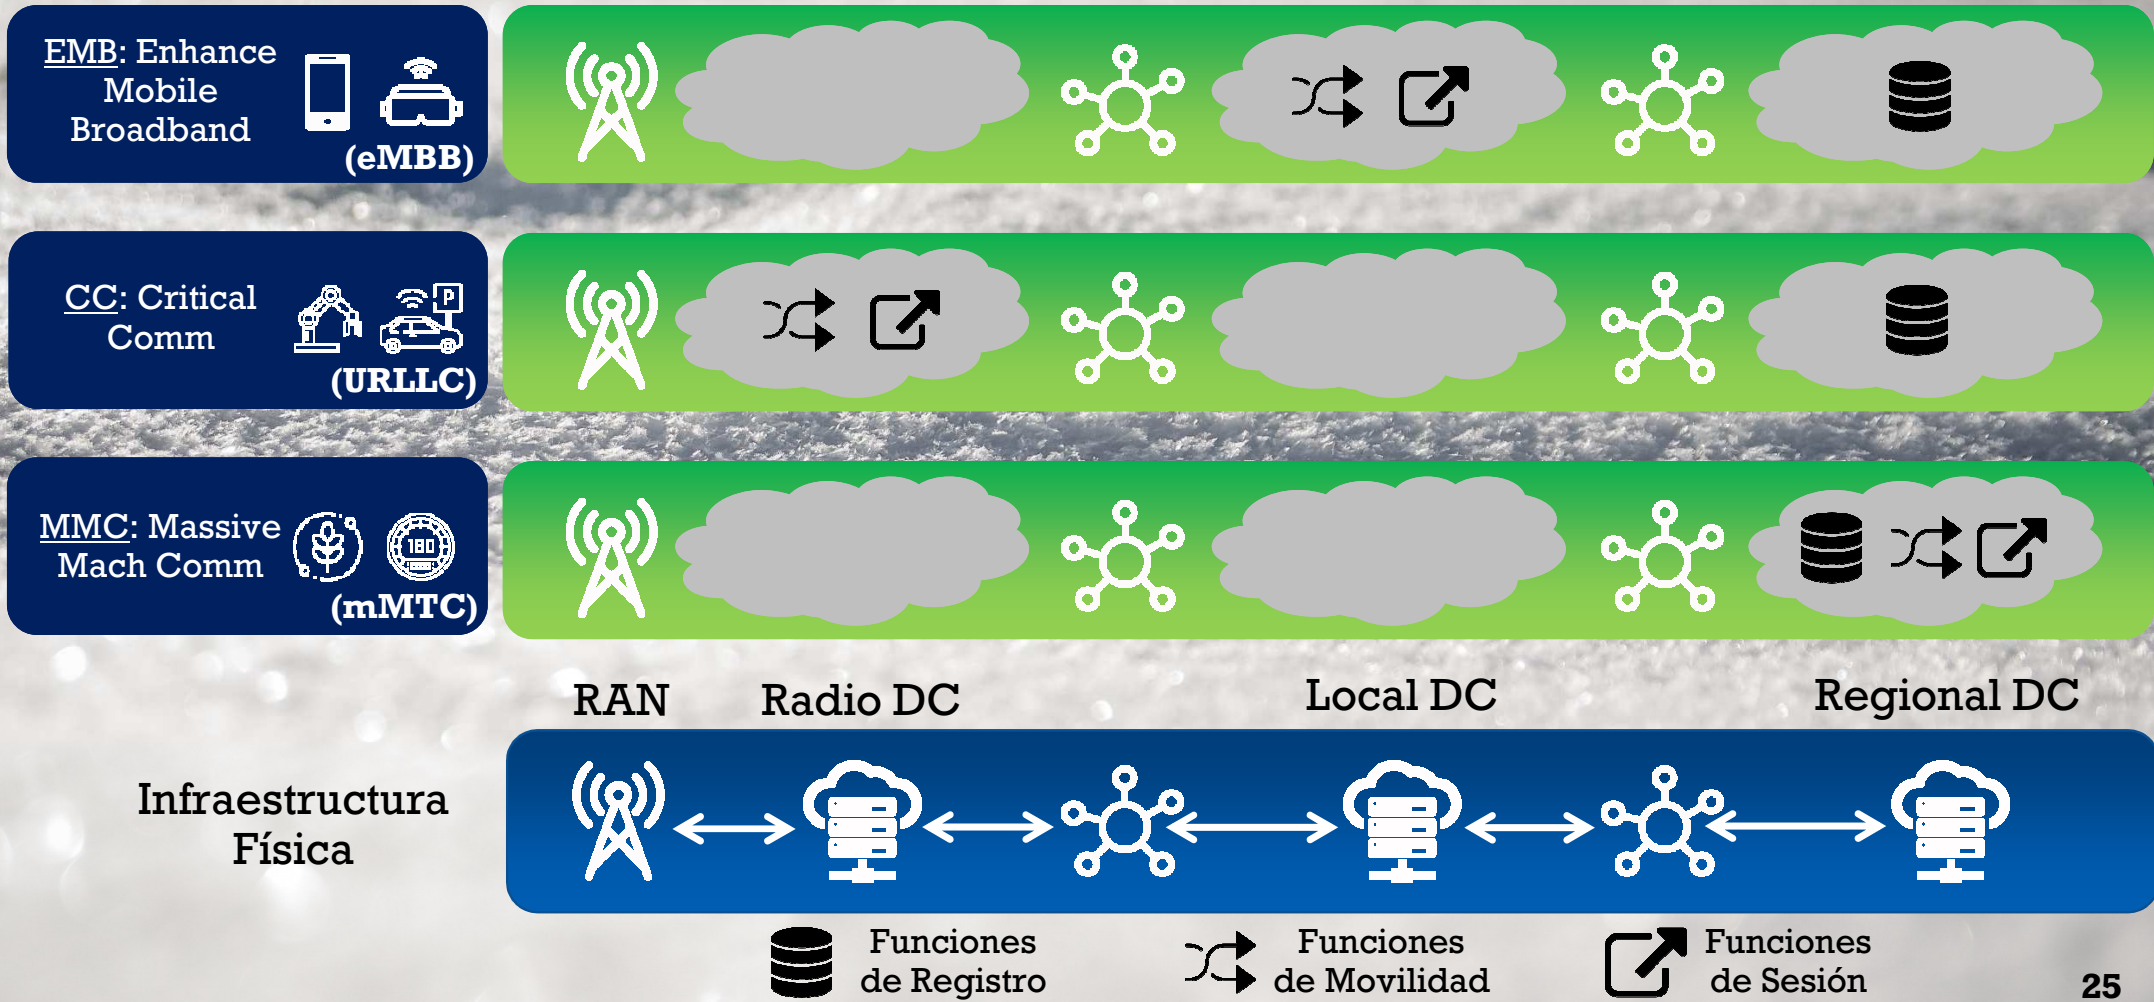 EMB: Enhance
Mobile
Broadband
(eMBB)
CC: Critical
Comm
P
(URLLC)
MMC: Massive
Mach Comm
180
(mMTC)
RAN
Radio DC
Local DC
Regional DC
Infraestructura
Física
Funciones
de Registro
Funciones
de Movilidad
Funciones
de Sesión
25